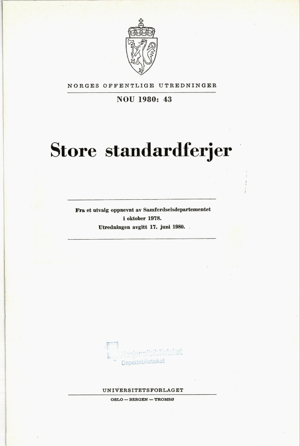 NORGES OFFENTLIGE UTREDNINGER
NOU 1980: 43
Store standardferjer
Fra et utvalg oppnevnt av Samferdselsdepartementet
i oktober 1978.
Utredningen avgitt 17. juni 1980.
UNIVERSITETSFORLAGET
OSLO — BERGEN — TROMSØ